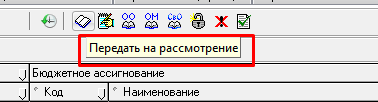 Передать на рассмотрение
Бюджетное ассигнование
Код
Наименование